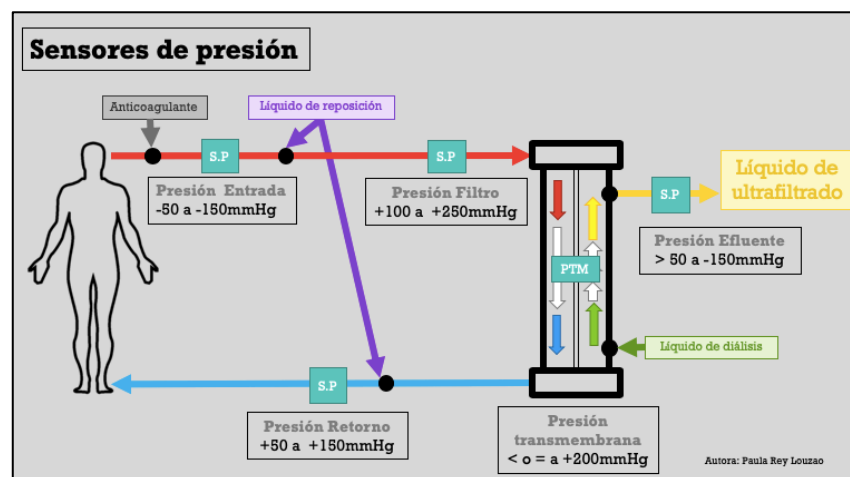 Sensores de presión
Anticoagulante
Líquido de reposición
S.P
S.P
Presión Entrada
-50 a -150mmHg
Presión Filtro
+100 a +250mmHg
S.P
Líquido de
ultrafiltrado
Presión Efluente
> 50 a -150mmHg
PTM
Líquido de diálisis
S.P
Presión Retorno
+50 a +150mmHg
Presión
transmembrana
< o = a +200mmHg
Autora: Paula Rey Louzao